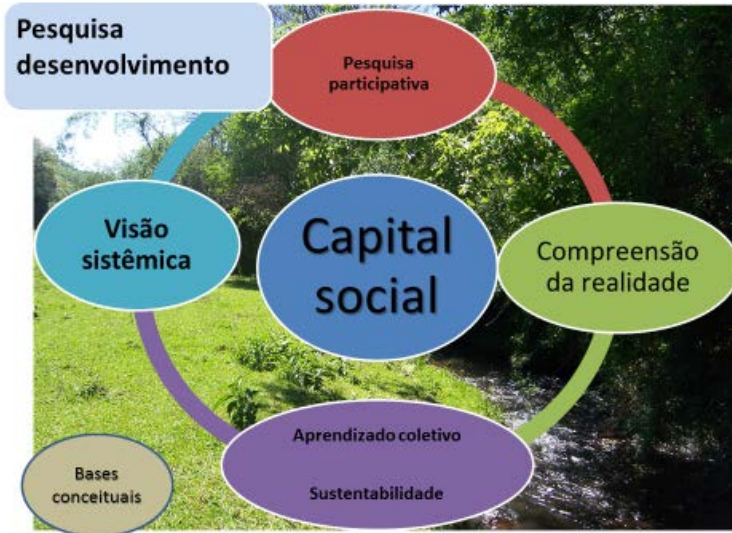 Pesquisa
desenvolvimento
Pesquisa
participativa
Visão
sistêmica
Capital
social
Compreensão
da realidade
Aprendizado coletivo
Sustentabilidade
Bases
conceituais